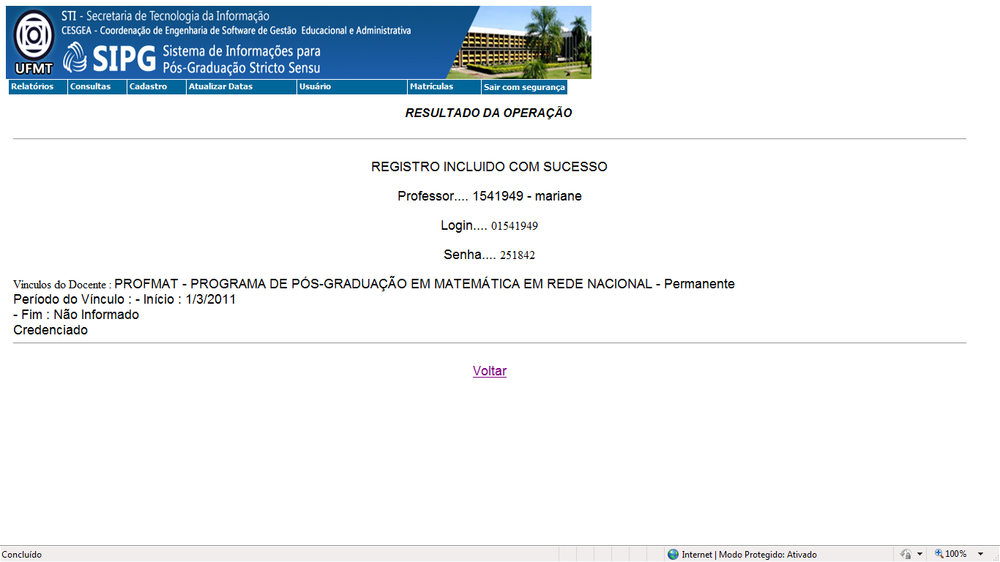 STI - Secretaria de Tecnologia da Informação
CESGEA - Coordenação de Engenharia de Software de Gestão Educacional e Administrativa
UFMT
SIPG
Sistema de Informações para
Pós-Graduação Stricto Sensu
Relatórios Consultas Cadastro Atualizar Datas Usuário Matrículas Sair com segurança
RESULTADO DA OPERAÇÃO
REGISTRO INCLUIDO COM SUCESSO
Professor.... 1541949 - mariane
Login.... 01541949
Senha.... 251842
Vínculos do Docente : PROFMAT - PROGRAMA DE PÓS-GRADUAÇÃO EM MATEMÁTICA EM REDE NACIONAL - Permanente
Período do Vínculo : - Início : 1/3/2011
- Fim : Não Informado
Credenciado
Voltar
Concluído Internet | Modo Protegido: Ativado 100%